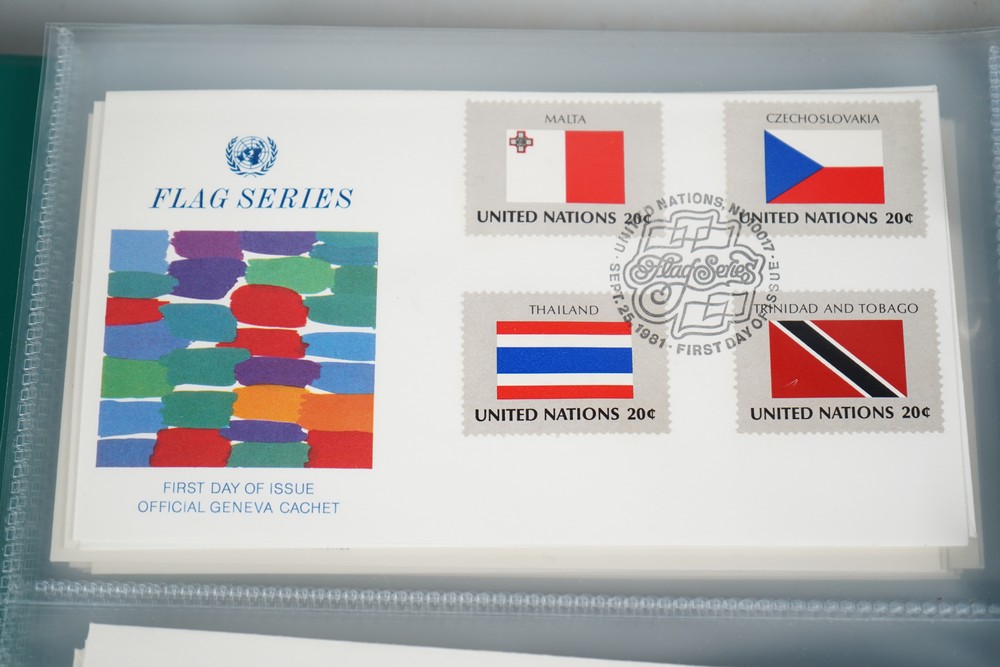 FLAG SERIES
FIRST DAY OF ISSUE
OFFICIAL GENEVA CACHET
MALTA
UNITED NATIONS 20¢
CZECHOSLOVAKIA
UNITED NATIONS 20¢
THAILAND
UNITED NATIONS 20¢
TRINIDAD AND TOBAGO
UNITED NATIONS 20¢
UNITED NATIONS, NY 10017
Flag Series
SEPT. 25, 1981 · FIRST DAY OF ISSUE